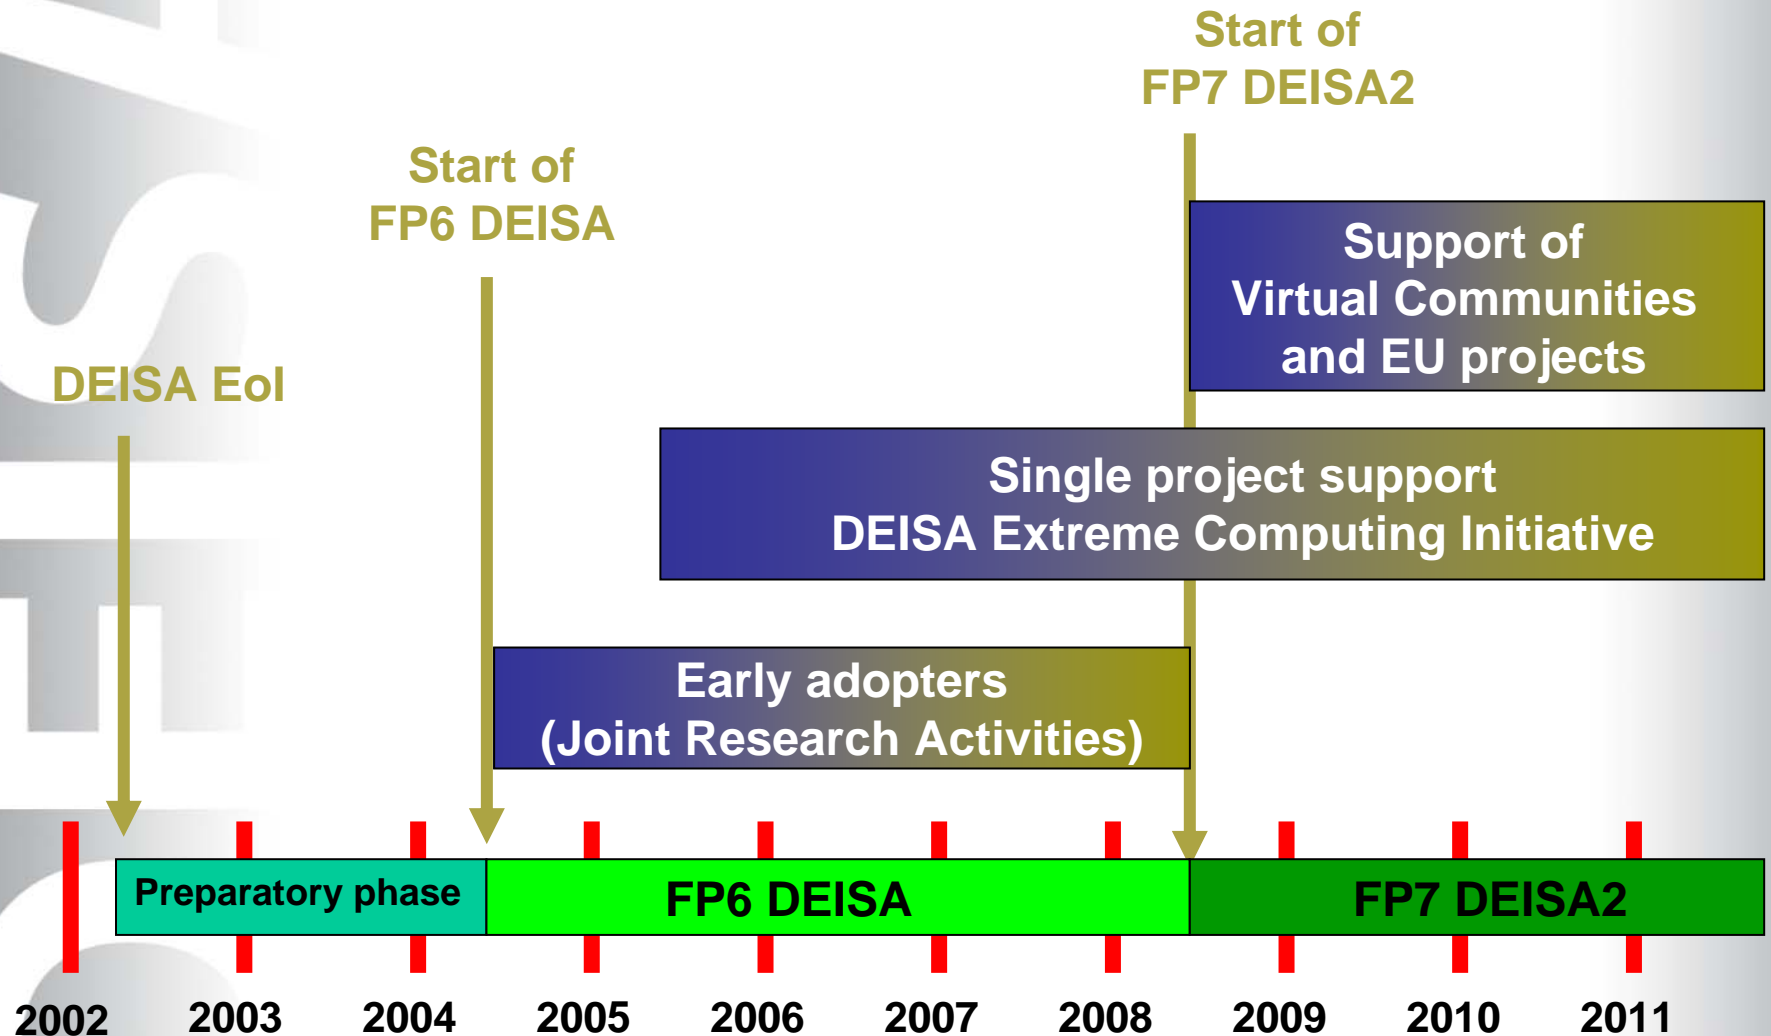 Start of
FP7 DEISA2
Start of
FP6 DEISA
Support of
Virtual Communities
and EU projects
DEISA EoI
Single project support
DEISA Extreme Computing Initiative
Early adopters
(Joint Research Activities)
Preparatory phase
FP6 DEISA
FP7 DEISA2
2002 2003 2004 2005 2006 2007 2008 2009 2010 2011
DEISA